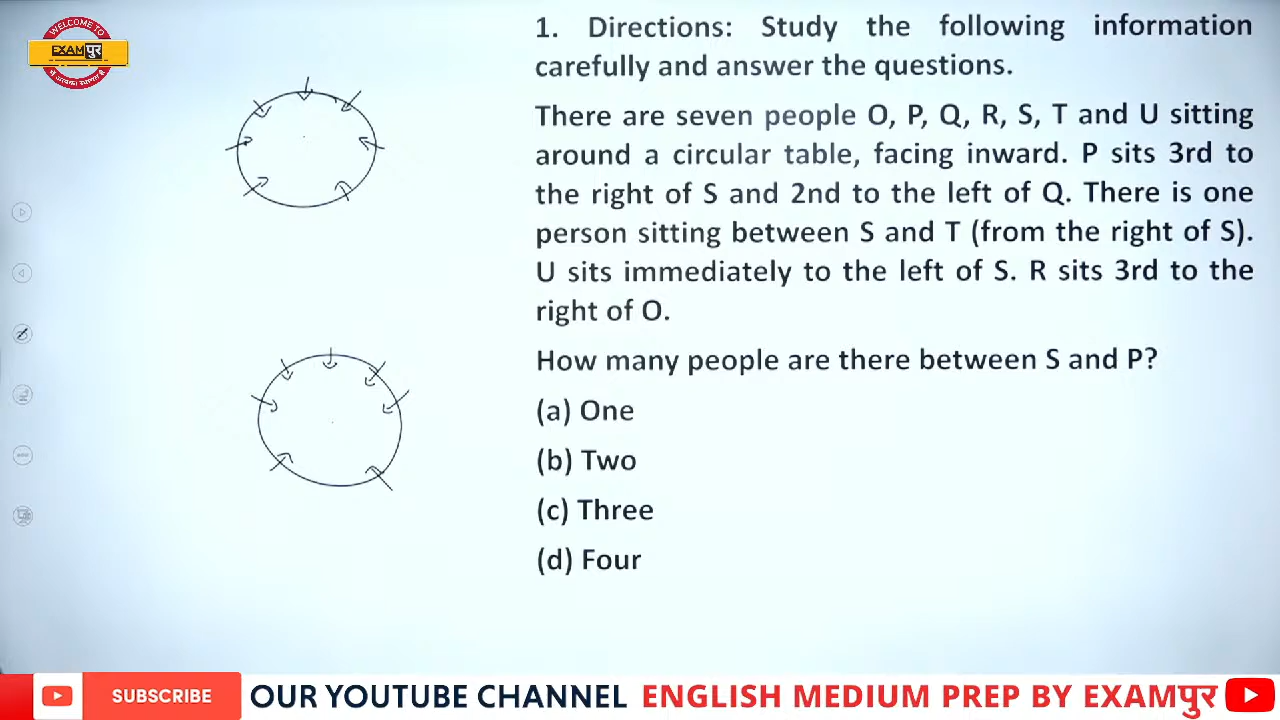 WELCOME TO
EXAMपुर
1. Directions: Study the following information
carefully and answer the questions.
There are seven people O, P, Q, R, S, T and U sitting
around a circular table, facing inward. P sits 3rd to
the right of S and 2nd to the left of Q. There is one
person sitting between S and T (from the right of S).
U sits immediately to the left of S. R sits 3rd to the
right of O.
How many people are there between S and P?
(a) One
(b) Two
(c) Three
(d) Four
SUBSCRIBE OUR YOUTUBE CHANNEL ENGLISH MEDIUM PREP BY EXAMपुर